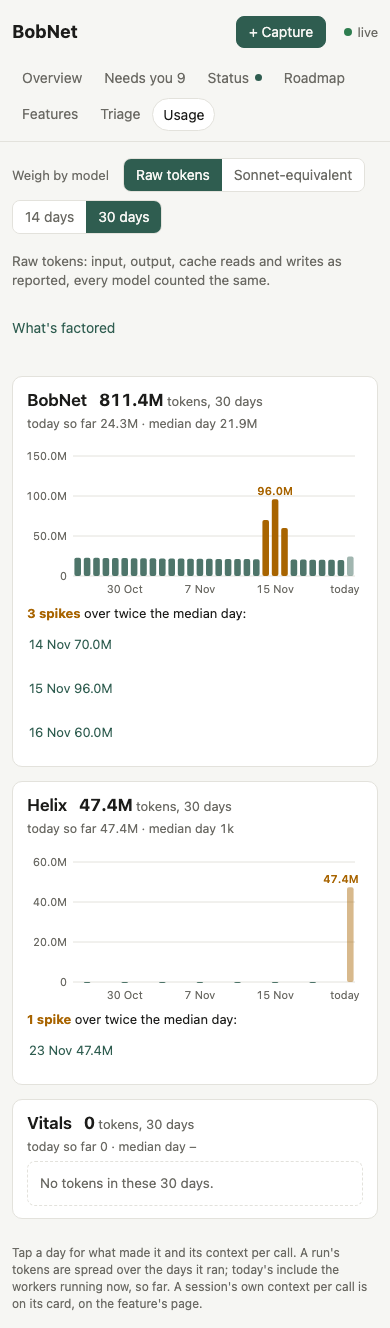 BobNet
+ Capture
live
Overview
Needs you 9
Status
Roadmap
Features
Triage
Usage
Weigh by model
Raw tokens
Sonnet-equivalent
14 days
30 days
Raw tokens: input, output, cache reads and writes as
reported, every model counted the same.
What's factored
BobNet 811.4M tokens, 30 days
today so far 24.3M · median day 21.9M
150.0M
100.0M
96.0M
50.0M
0
30 Oct
7 Nov
15 Nov
today
3 spikes over twice the median day:
14 Nov 70.0M
15 Nov 96.0M
16 Nov 60.0M
Helix 47.4M tokens, 30 days
today so far 47.4M · median day 1k
60.0M
47.4M
40.0M
20.0M
0
30 Oct
7 Nov
15 Nov
today
1 spike over twice the median day:
23 Nov 47.4M
Vitals 0 tokens, 30 days
today so far 0 · median day –
No tokens in these 30 days.
Tap a day for what made it and its context per call. A run's
tokens are spread over the days it ran; today's include the
workers running now, so far. A session's own context per call is
on its card, on the feature's page.